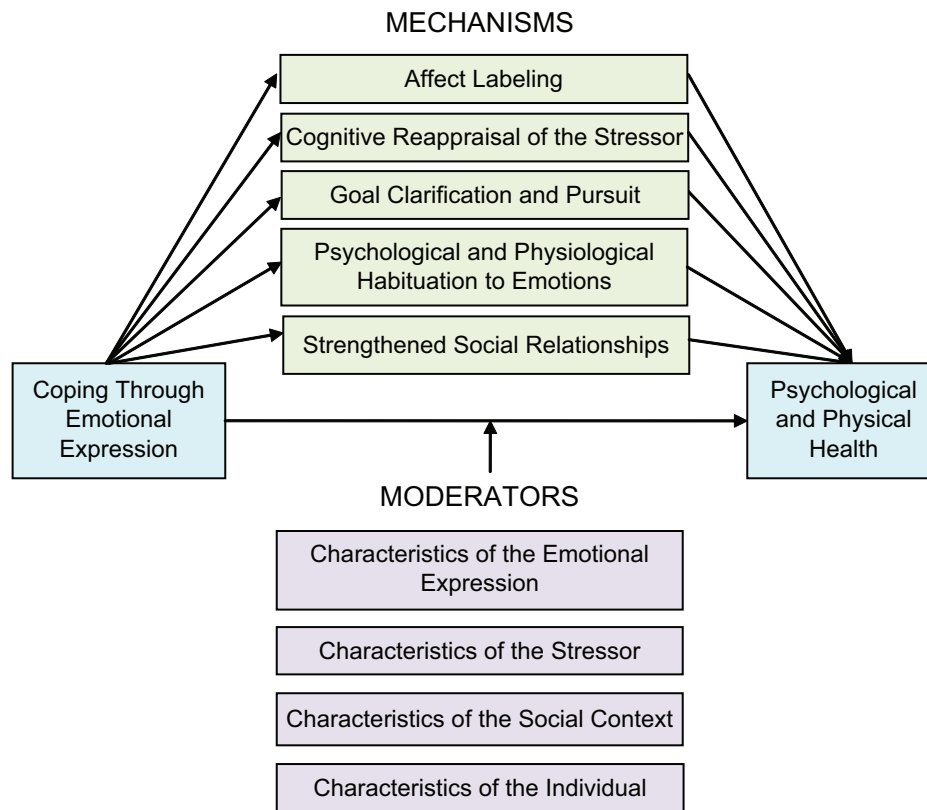 MECHANISMS
Affect Labeling
Cognitive Reappraisal of the Stressor
Goal Clarification and Pursuit
Psychological and Physiological
Habituation to Emotions
Strengthened Social Relationships
Coping Through
Emotional
Expression
Psychological
and Physical
Health
MODERATORS
Characteristics of the Emotional
Expression
Characteristics of the Stressor
Characteristics of the Social Context
Characteristics of the Individual